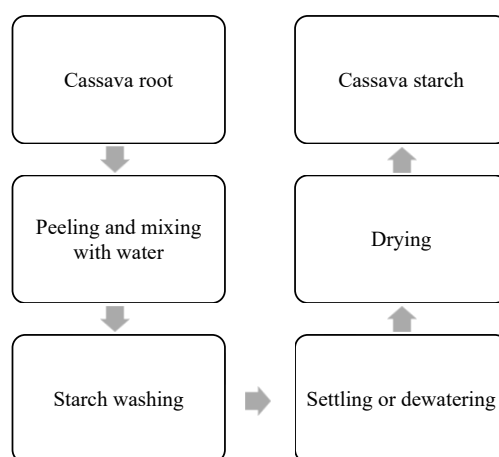 Cassava root
Peeling and mixing
with water
Starch washing
Settling or dewatering
Drying
Cassava starch